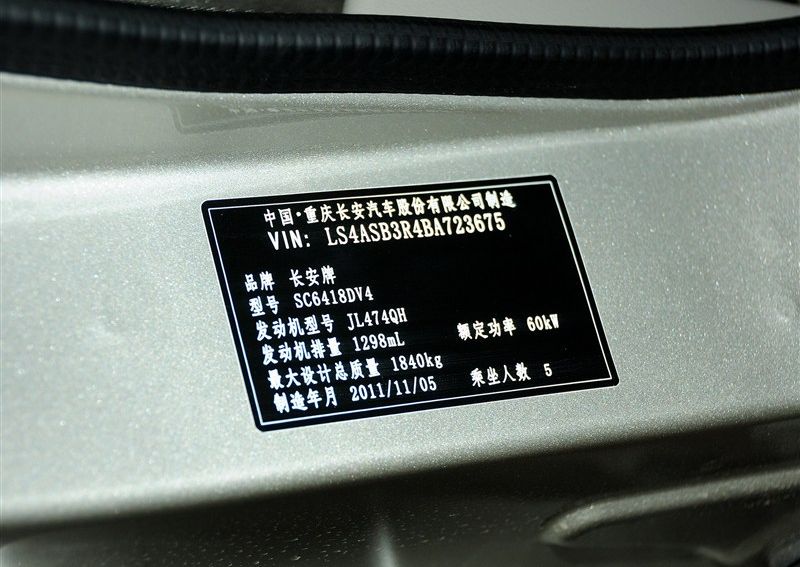 中国·重庆长安汽车股份有限公司制造
VIN: LS4ASB3R4BA723675
品牌 长安牌
型号 SC6418DV4
发动机型号 JL474QH 额定功率 60kW
发动机排量 1298mL
最大设计总质量 1840kg 乘坐人数 5
制造年月 2011/11/05